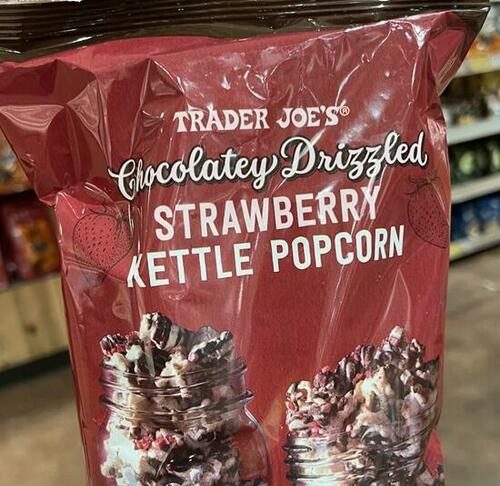 TRADER JOE'S®
Chocolatey Drizzled
STRAWBERRY
KETTLE POPCORN